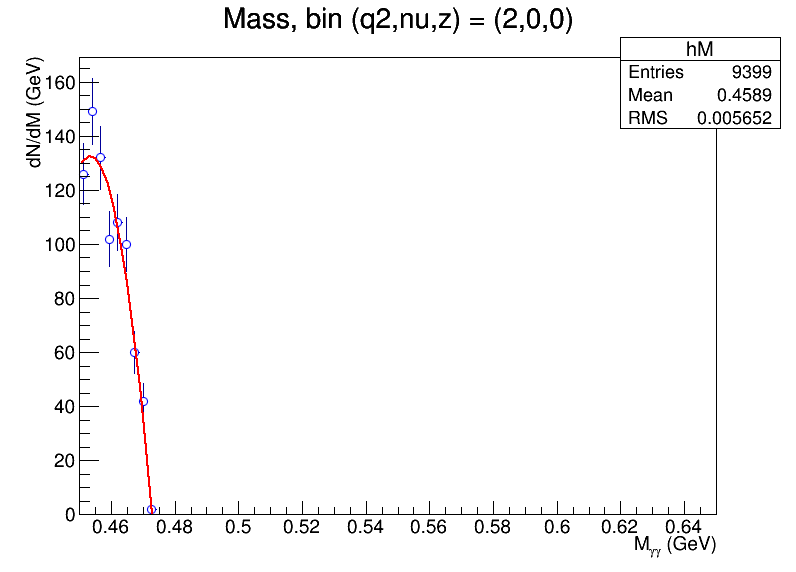 Mass, bin (q2,nu,z) = (2,0,0)
hM
Entries 9399
Mean 0.4589
RMS 0.005652
dN/dM (GeV)
160
140
120
100
80
60
40
20
0
0.46 0.48 0.5 0.52 0.54 0.56 0.58 0.6 0.62 0.64
Mγγ (GeV)